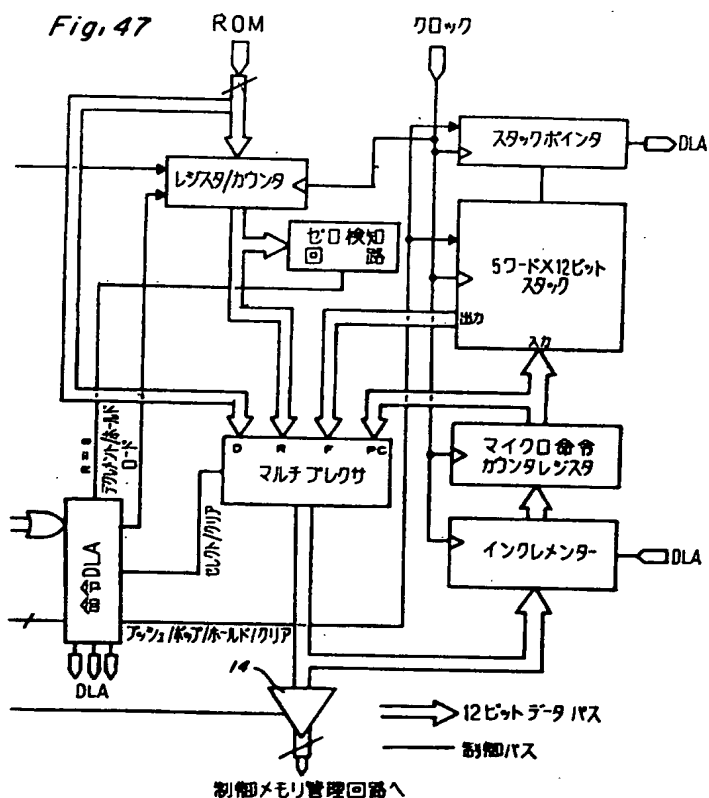 Fig. 47
ROM
クロック
スタックポインタ
DLA
レジスタ/カウンタ
ゼロ検知
回路
5ワード×12ビット
スタック
出力
入力
R=0
デクレメント/ホールド
ロード
D R F PC
マルチプレクサ
マイクロ命令
カウンタレジスタ
インクレメンター
DLA
命令DLA
セレクト/クリア
プッシュ/ポップ/ホールド/クリア
DLA
14
12ビットデータバス
制御バス
制御メモリ管理回路へ